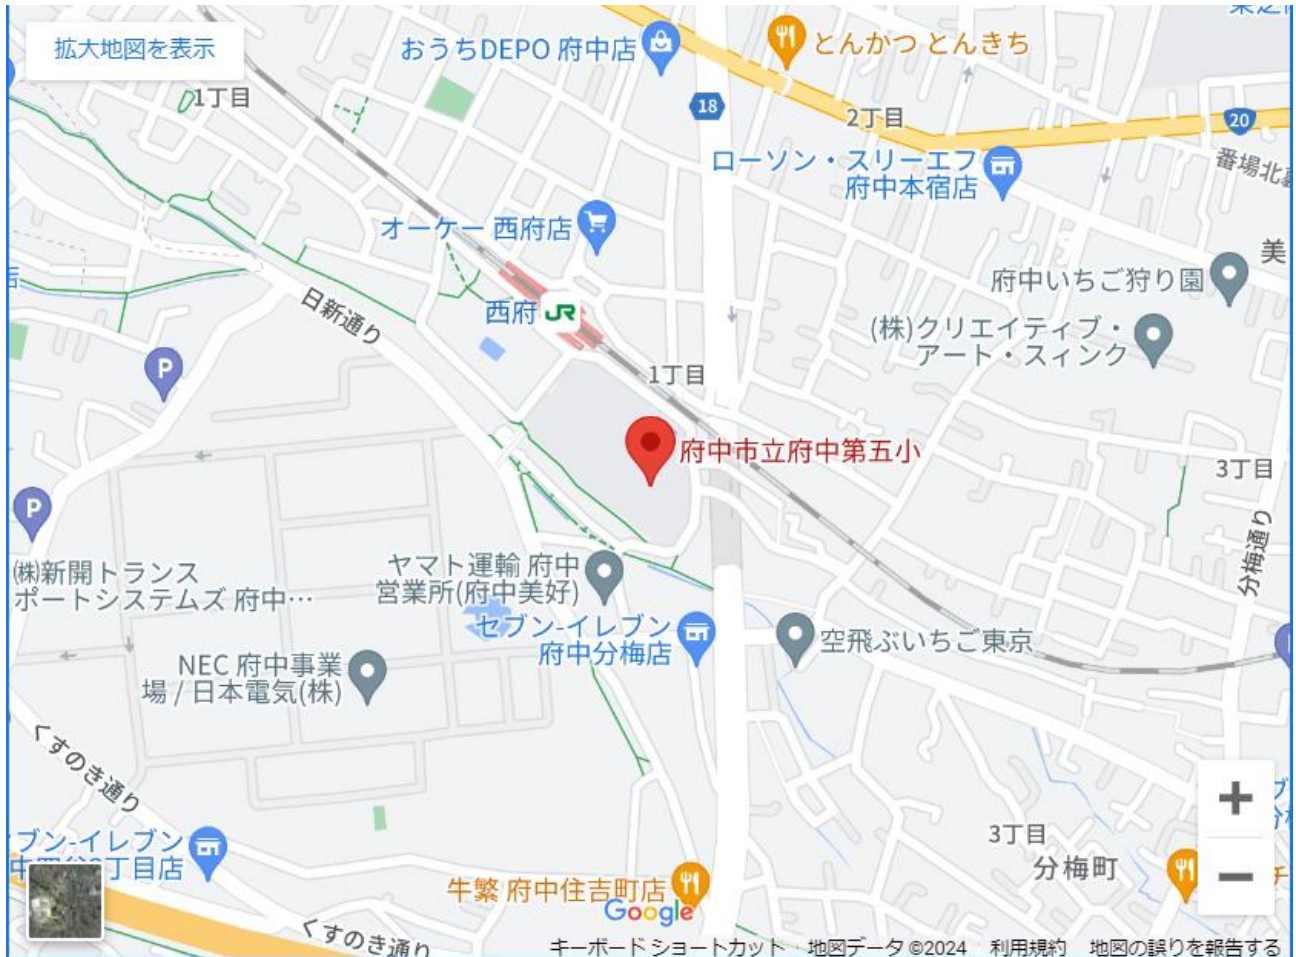 拡大地図を表示
おうちDEPO 府中店
とんかつ とんきち
1丁目
18
2丁目
20
ローソン・スリーエフ
府中本宿店
番場北
オーケー 西府店
美
府中いちご狩り園
店
日新通り
西府
JR
(株)クリエイティブ・
アート・スィンク
P
1丁目
府中市立府中第五小
3丁目
P
分梅通り
ヤマト運輸 府中
営業所(府中美好)
(株)新開トランス
ポートシステムズ 府中…
セブン-イレブン
府中分梅店
空飛ぶいちご東京
NEC 府中事業
場 / 日本電気(株)
くすのき通り
3丁目
分梅町
ブン-イレブン
中四谷2丁目店
牛繁 府中住吉町店
Google
くすのき通り
キーボード ショートカット
地図データ ©2024
利用規約
地図の誤りを報告する